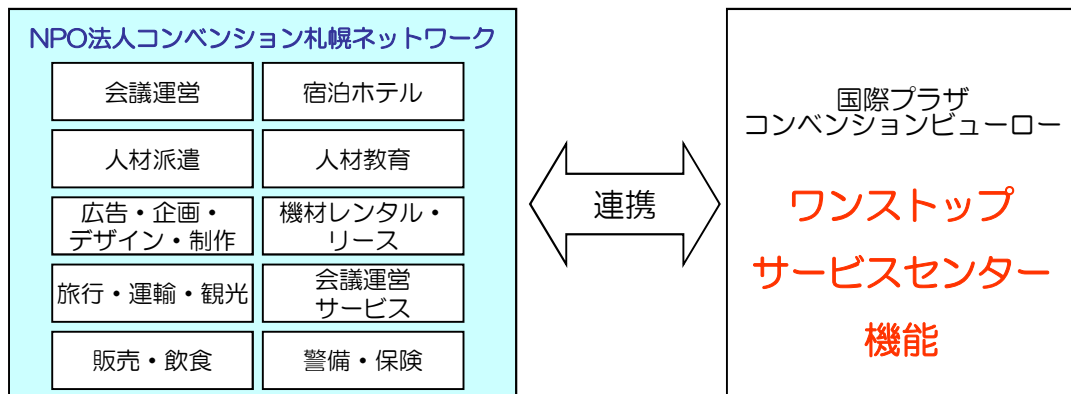 NPO法人コンベンション札幌ネットワーク
会議運営
宿泊ホテル
人材派遣
人材教育
広告・企画・
デザイン・制作
機材レンタル・
リース
旅行・運輸・観光
会議運営
サービス
販売・飲食
警備・保険
連携
国際プラザ
コンベンションビューロー
ワンストップ
サービスセンター
機能